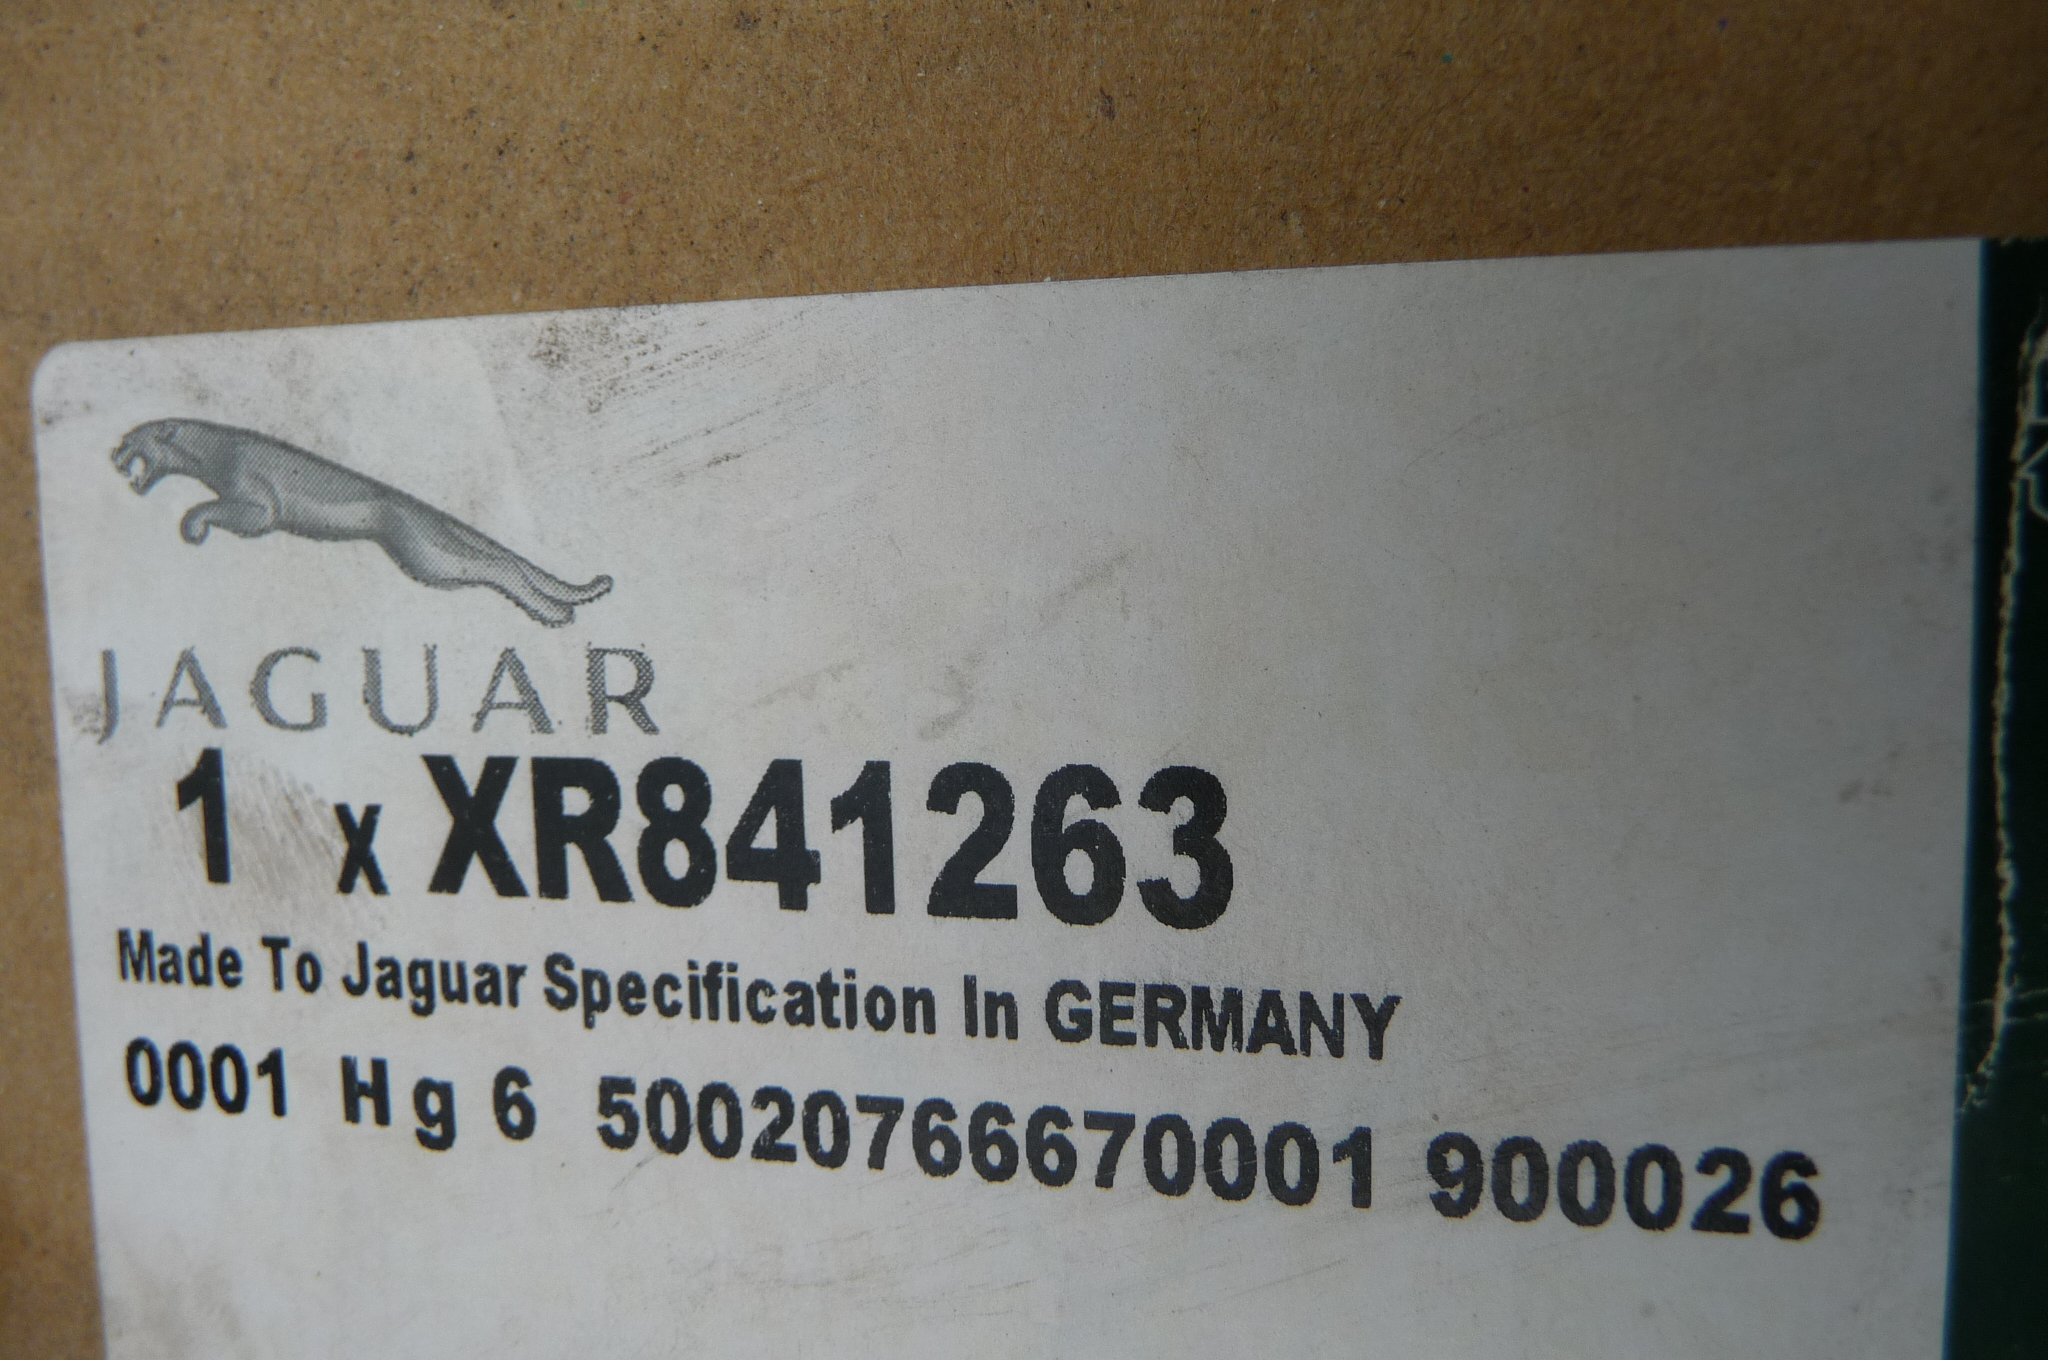 JAGUAR
1 x XR841263
Made To Jaguar Specification In GERMANY
0001 Hg 6 50020766670001 900026